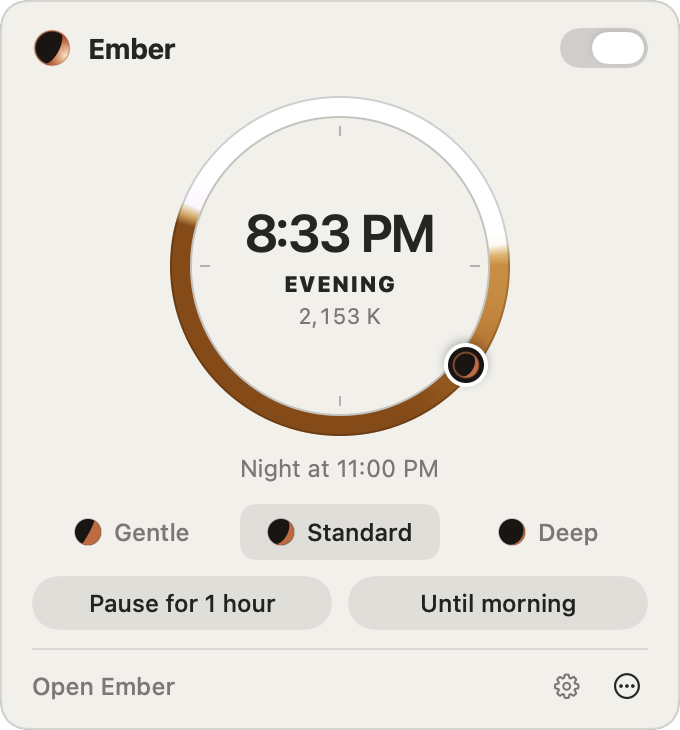 Ember
8:33 PM
EVENING
2,153 K
Night at 11:00 PM
Gentle
Standard
Deep
Pause for 1 hour
Until morning
Open Ember